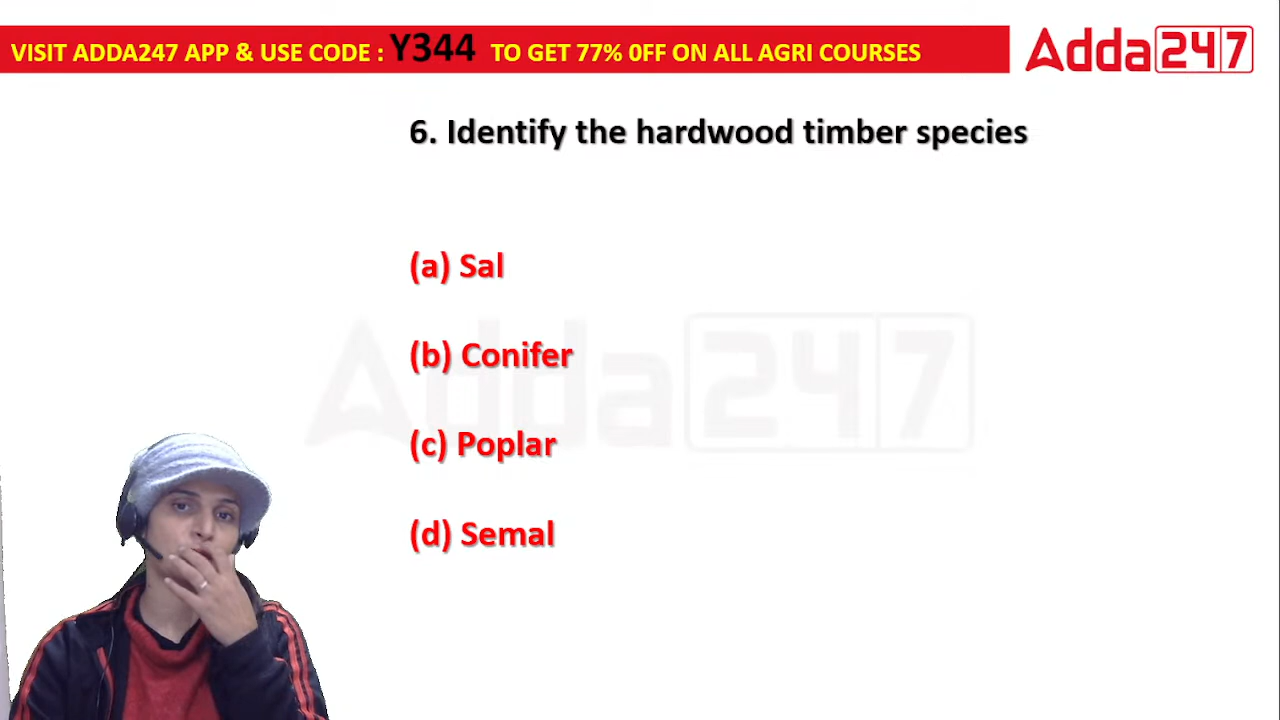 VISIT ADDA247 APP & USE CODE : Y344 TO GET 77% 0FF ON ALL AGRI COURSES
Adda247
6. Identify the hardwood timber species
(a) Sal
(b) Conifer
(c) Poplar
(d) Semal
Adda247